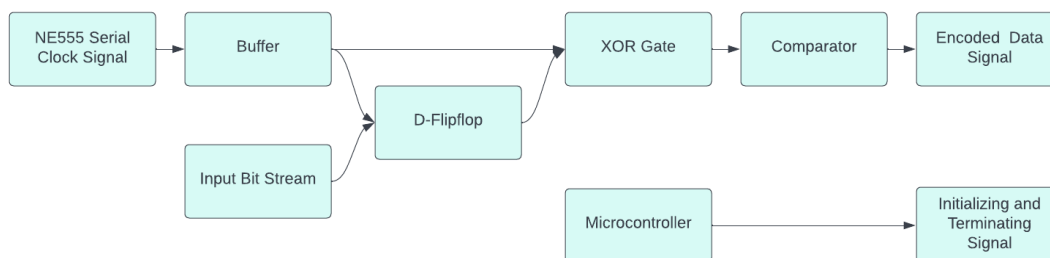 NE555 Serial
Clock Signal
Buffer
XOR Gate
Comparator
Encoded Data
Signal
D-Flipflop
Input Bit Stream
Microcontroller
Initializing and
Terminating
Signal